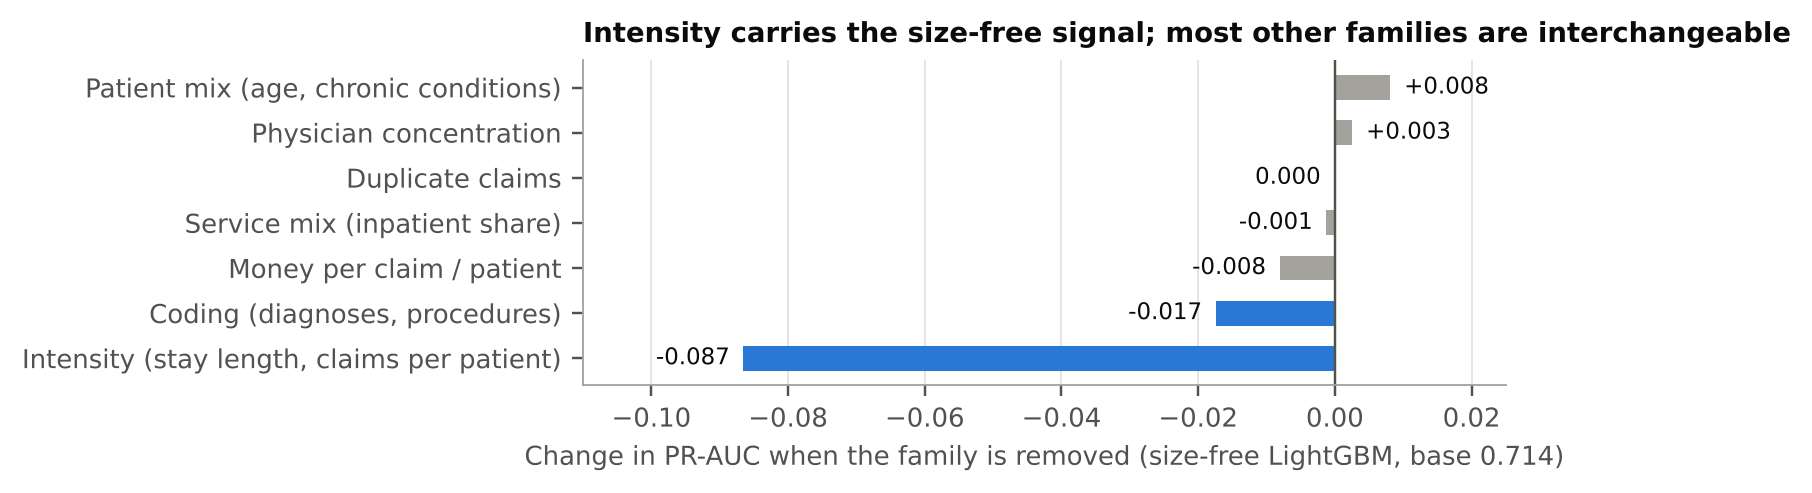 Intensity carries the size-free signal; most other families are interchangeable
Patient mix (age, chronic conditions) +0.008
Physician concentration +0.003
Duplicate claims 0.000
Service mix (inpatient share) -0.001
Money per claim / patient -0.008
Coding (diagnoses, procedures) -0.017
Intensity (stay length, claims per patient) -0.087
−0.10 −0.08 −0.06 −0.04 −0.02 0.00 0.02
Change in PR-AUC when the family is removed (size-free LightGBM, base 0.714)